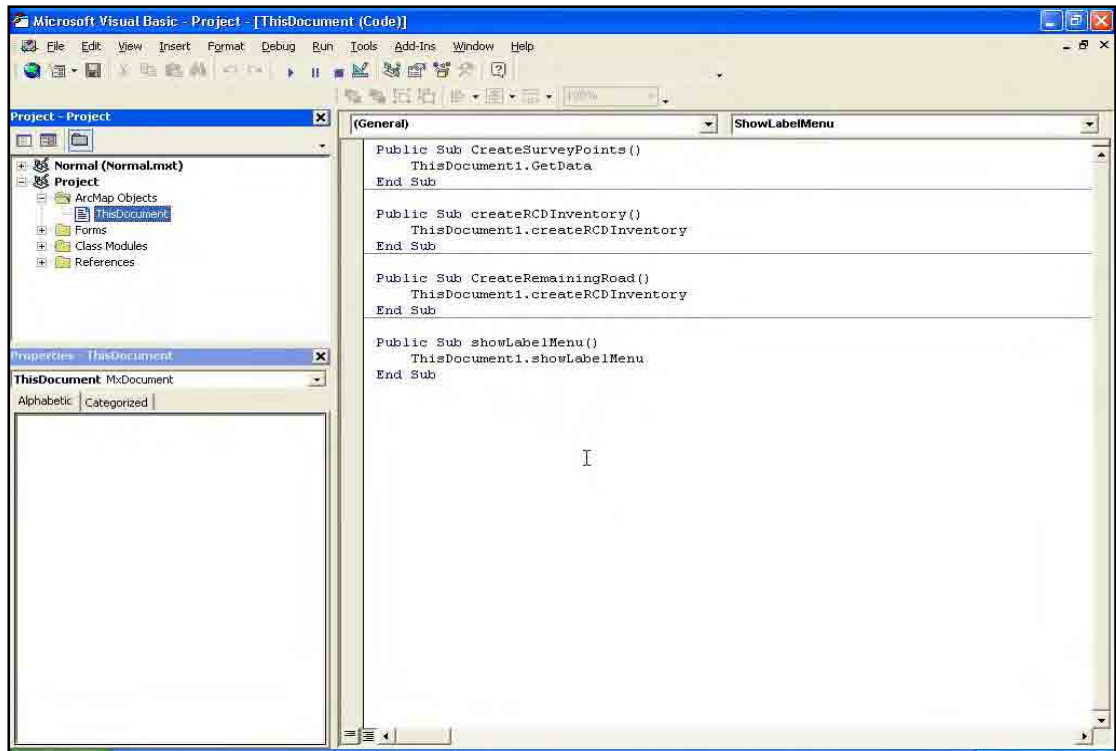 Microsoft Visual Basic - Project - [ThisDocument (Code)]
File Edit View Insert Format Debug Run Tools Add-Ins Window Help
100%
Project - Project
(General)
ShowLabelMenu
Normal (Normal.mxt)
Project
ArcMap Objects
ThisDocument
Forms
Class Modules
References
Properties - ThisDocument
ThisDocument MxDocument
Alphabetic Categorized
Public Sub CreateSurveyPoints()
ThisDocument1.GetData
End Sub
Public Sub createRCDInventory()
ThisDocument1.createRCDInventory
End Sub
Public Sub CreateRemainingRoad()
ThisDocument1.createRCDInventory
End Sub
Public Sub showLabelMenu()
ThisDocument1.showLabelMenu
End Sub